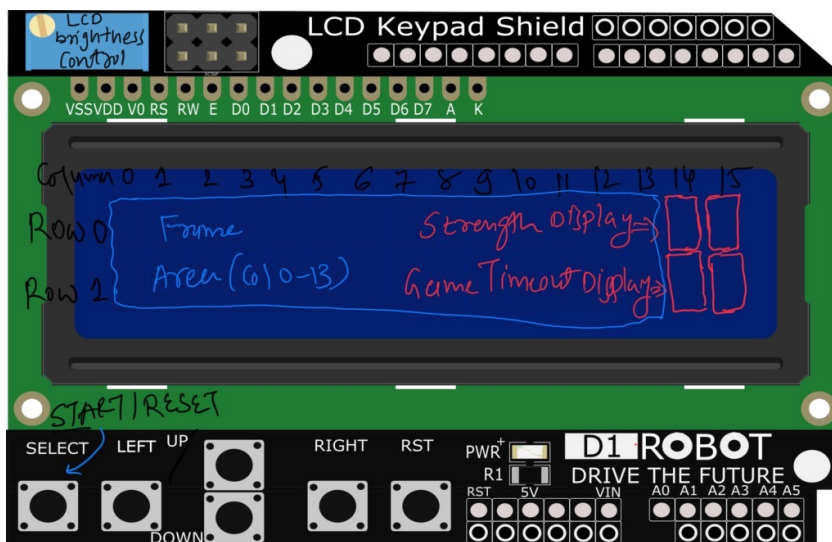 LCD
brightness
Control
LCD Keypad Shield
VSS VDD V0 RS RW E D0 D1 D2 D3 D4 D5 D6 D7 A K
Column 0 1 2 3 4 5 6 7 8 9 10 11 12 13 14 15
Row 0 Frame Strength Display⇒
Row 1 Area (Col 0-13) Game Timeout Display⇒
START/RESET
SELECT LEFT UP RIGHT RST PWR + D1 ROBOT
R1 DRIVE THE FUTURE
RST 5V VIN A0 A1 A2 A3 A4 A5
DOWN